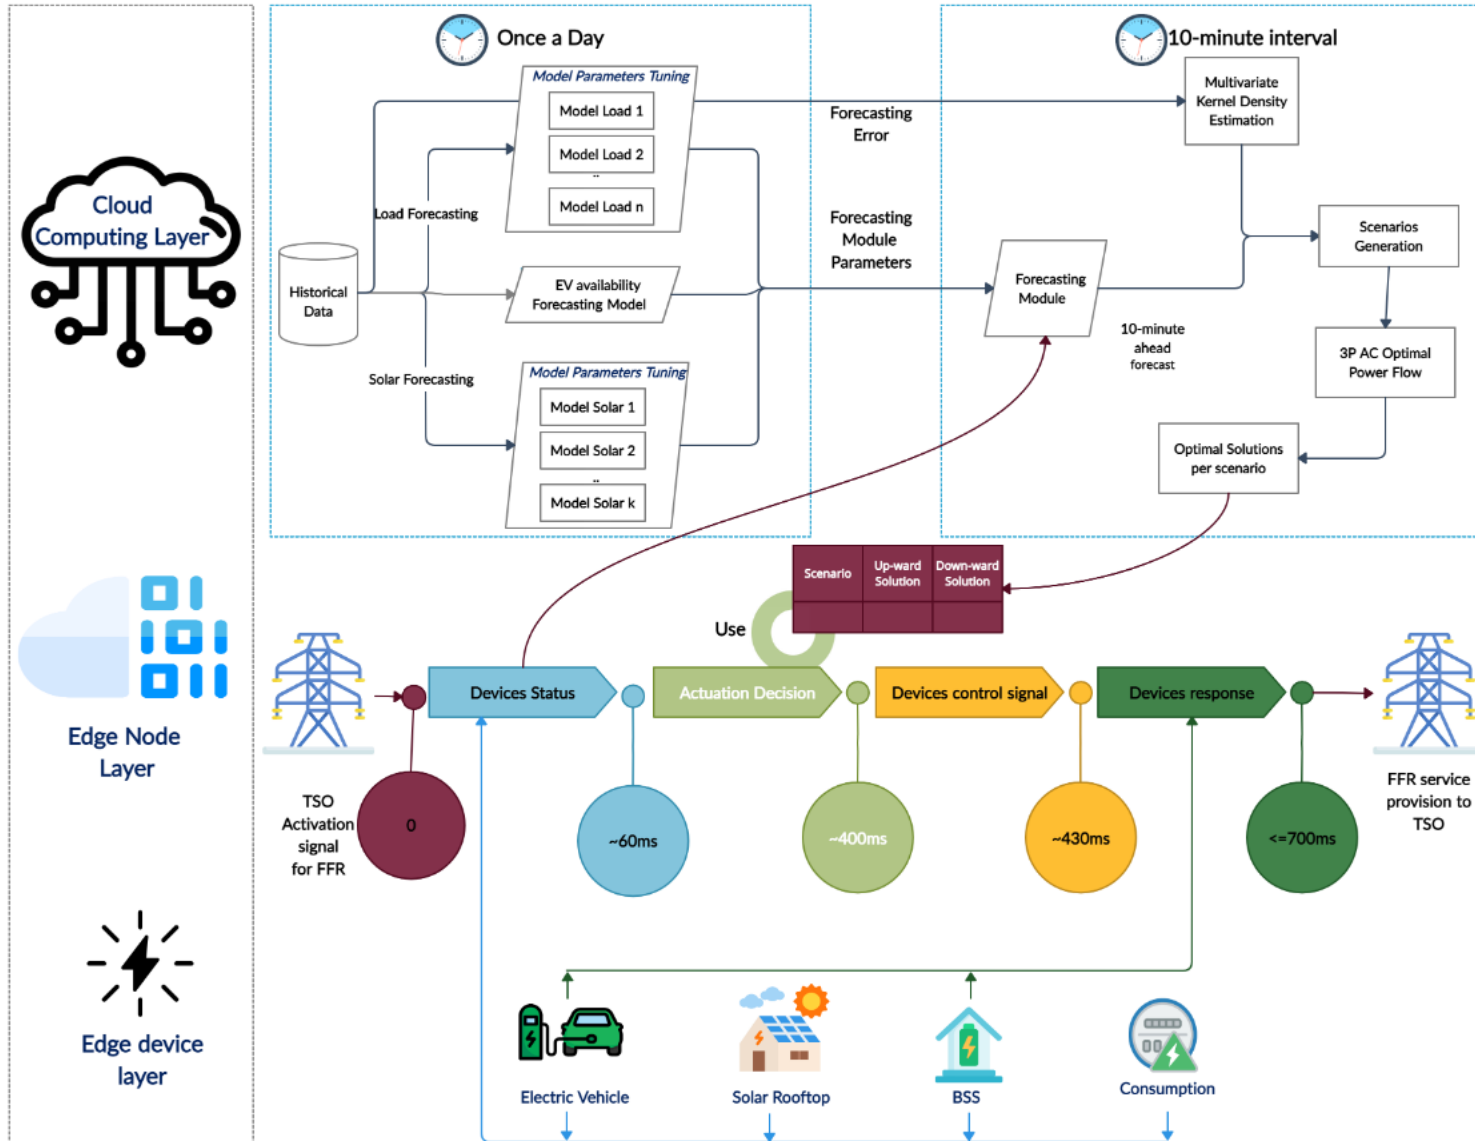 Once a Day
10-minute interval
Model Parameters Tuning
Model Load 1
Model Load 2
..
Model Load n
Forecasting
Error
Multivariate
Kernel Density
Estimation
Cloud
Computing Layer
Load Forecasting
Forecasting
Module
Parameters
Scenarios
Generation
Historical
Data
EV availability
Forecasting Model
Forecasting
Module
10-minute
ahead
forecast
3P AC Optimal
Power Flow
Solar Forecasting
Model Parameters Tuning
Model Solar 1
Model Solar 2
..
Model Solar k
Optimal Solutions
per scenario
Scenario
Up-ward
Solution
Down-ward
Solution
Use
Edge Node
Layer
Devices Status
Actuation Decision
Devices control signal
Devices response
TSO
Activation
signal
for FFR
0
~60ms
~400ms
~430ms
<=700ms
FFR service
provision to
TSO
Edge device
layer
Electric Vehicle
Solar Rooftop
BSS
Consumption